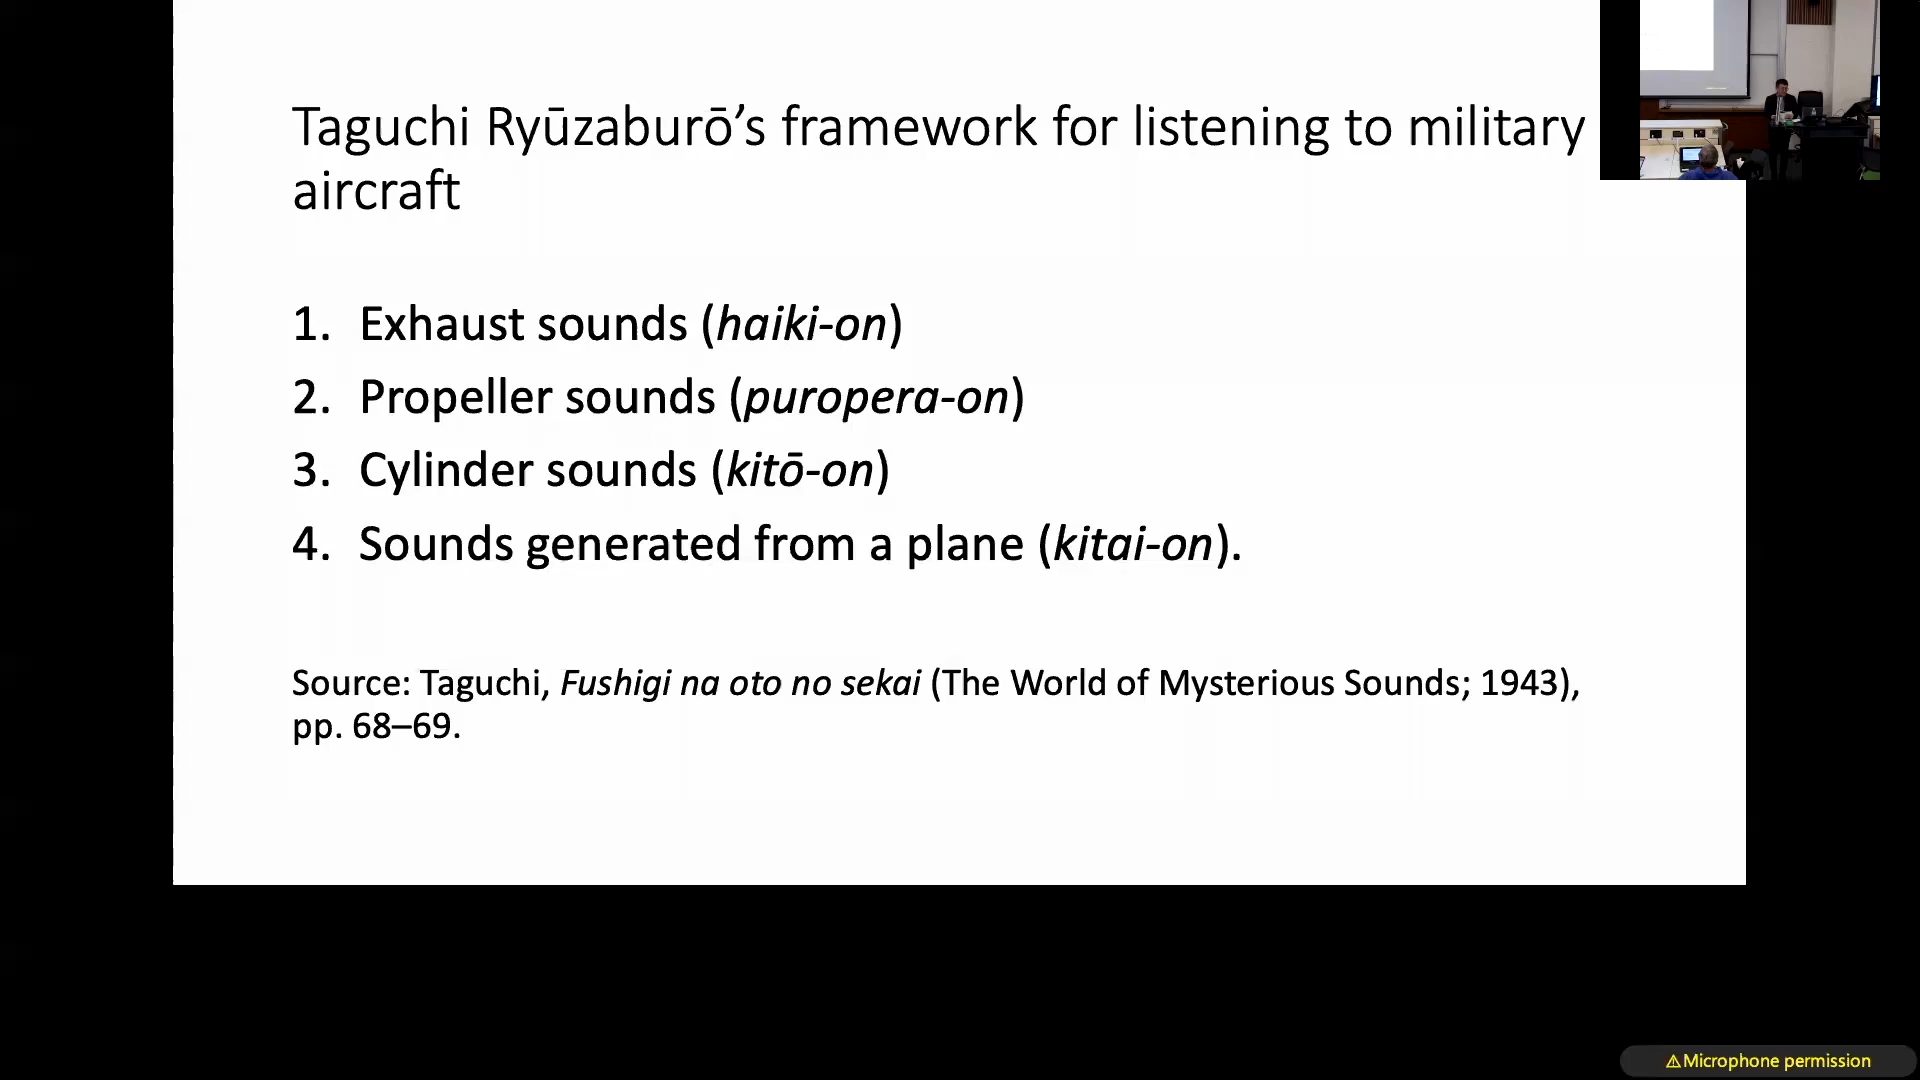 Taguchi Ryūzaburō’s framework for listening to military
aircraft
1. Exhaust sounds (haiki-on)
2. Propeller sounds (puropera-on)
3. Cylinder sounds (kitō-on)
4. Sounds generated from a plane (kitai-on).
Source: Taguchi, Fushigi na oto no sekai (The World of Mysterious Sounds; 1943),
pp. 68–69.
⚠Microphone permission